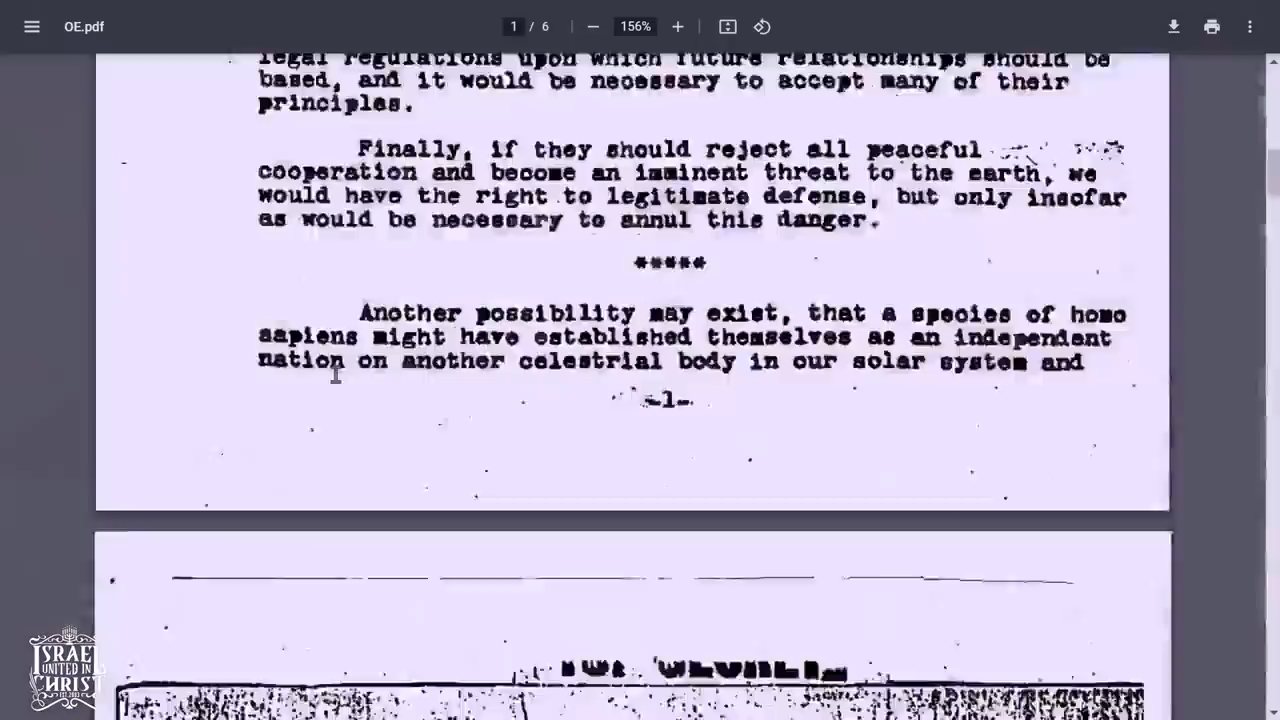 OE.pdf
1 / 6
156%
legal regulations upon which future relationships should be
based, and it would be necessary to accept many of their
principles.
Finally, if they should reject all peaceful
cooperation and become an imminent threat to the earth, we
would have the right to legitimate defense, but only insofar
as would be necessary to annul this danger.
*****
Another possibility may exist, that a species of homo
sapiens might have established themselves as an independent
nation on another celestrial body in our solar system and
-1-
TOP SECRET
ISRAEL
UNITED IN
CHRIST
EST. 2003